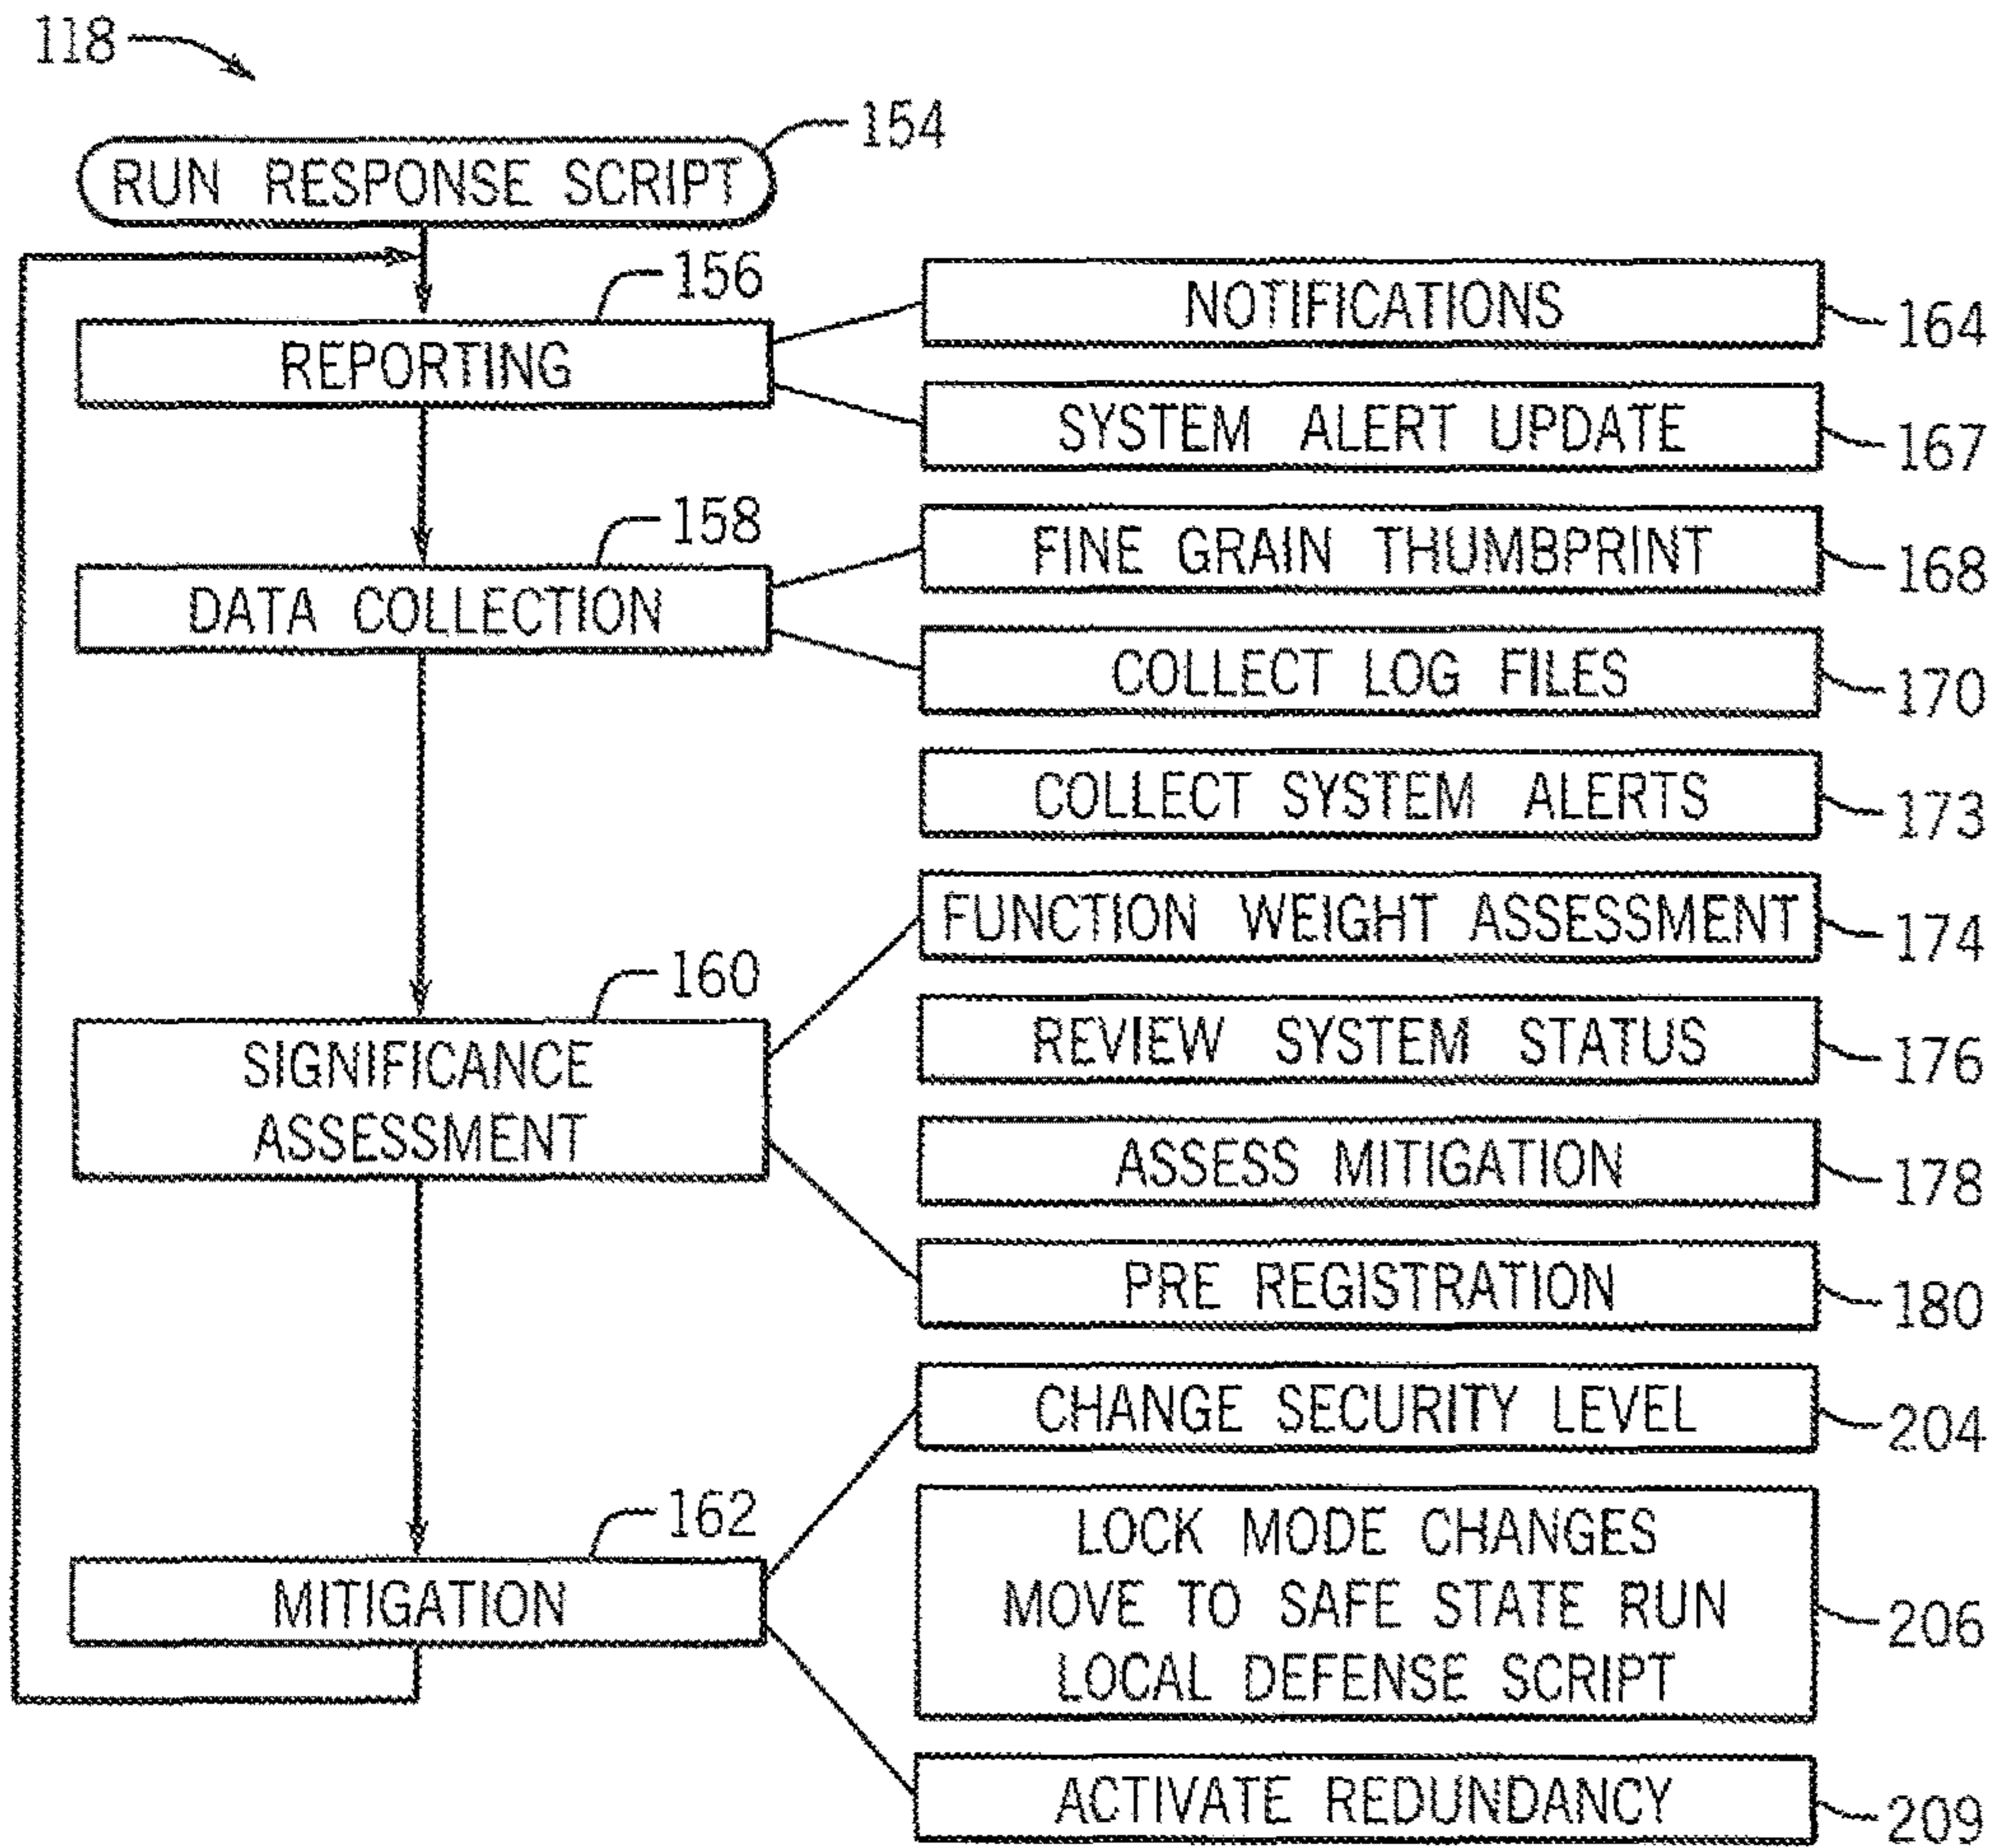 118
RUN RESPONSE SCRIPT
154
REPORTING
156
NOTIFICATIONS
164
SYSTEM ALERT UPDATE
167
DATA COLLECTION
158
FINE GRAIN THUMBPRINT
168
COLLECT LOG FILES
170
COLLECT SYSTEM ALERTS
173
SIGNIFICANCE
ASSESSMENT
160
FUNCTION WEIGHT ASSESSMENT
174
REVIEW SYSTEM STATUS
176
ASSESS MITIGATION
178
PRE REGISTRATION
180
MITIGATION
162
CHANGE SECURITY LEVEL
204
LOCK MODE CHANGES
MOVE TO SAFE STATE RUN
LOCAL DEFENSE SCRIPT
206
ACTIVATE REDUNDANCY
209